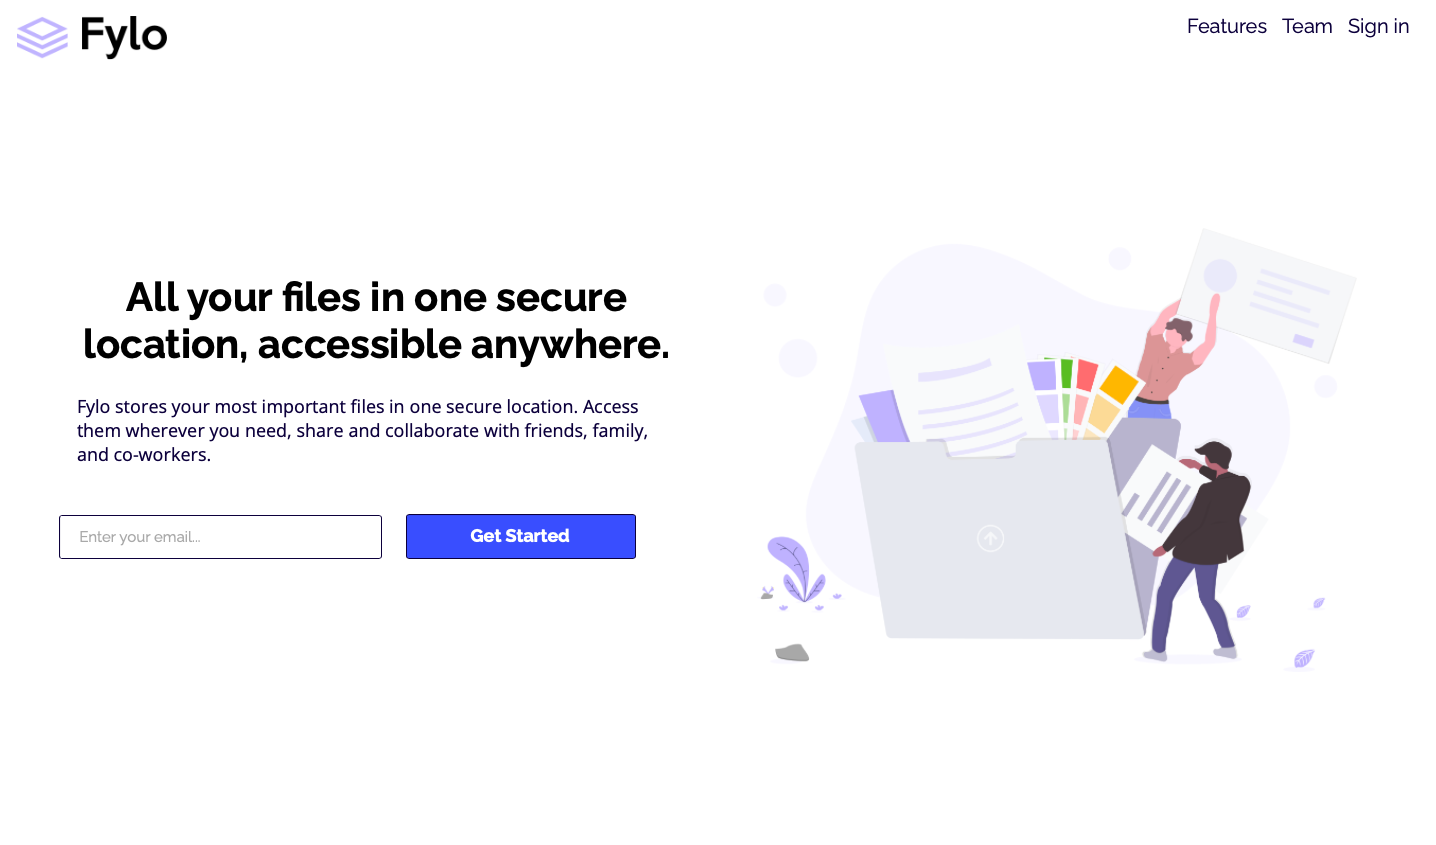 Fylo
Features Team Sign in
All your files in one secure
location, accessible anywhere.
Fylo stores your most important files in one secure location. Access
them wherever you need, share and collaborate with friends, family,
and co-workers.
Enter your email...
Get Started